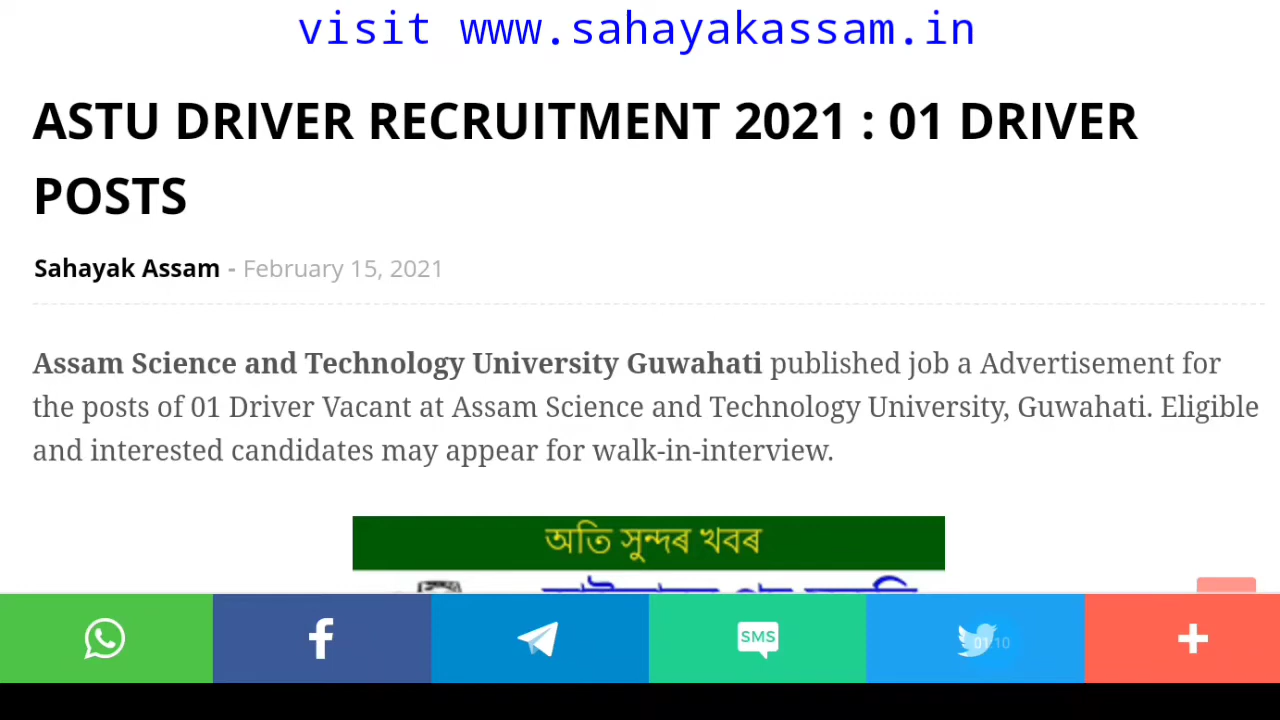 visit www.sahayakassam.in
ASTU DRIVER RECRUITMENT 2021 : 01 DRIVER
POSTS
Sahayak Assam - February 15, 2021
Assam Science and Technology University Guwahati published job a Advertisement for
the posts of 01 Driver Vacant at Assam Science and Technology University, Guwahati. Eligible
and interested candidates may appear for walk-in-interview.
অতি সুন্দৰ খবৰ
SMS
01:10